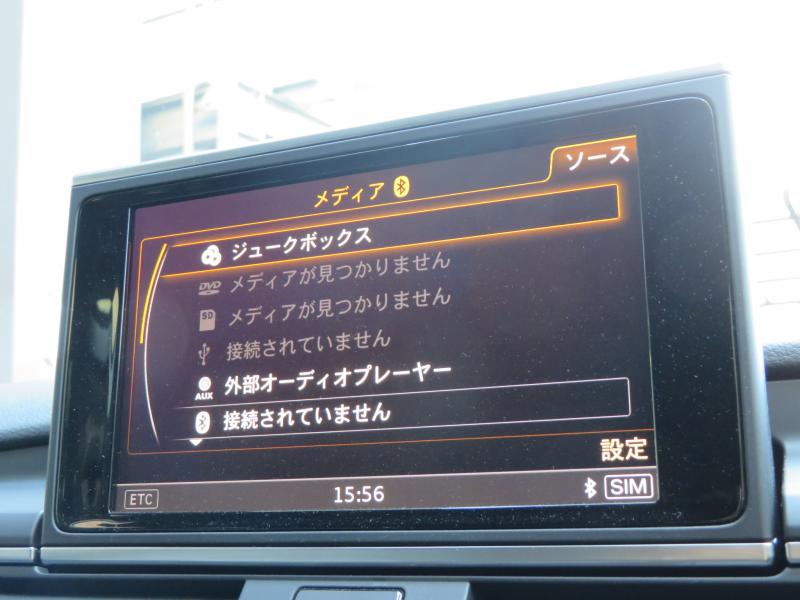 ソース
メディア
ジュークボックス
DVD メディアが見つかりません
SD メディアが見つかりません
接続されていません
AUX 外部オーディオプレーヤー
接続されていません
設定
ETC 15:56 SIM